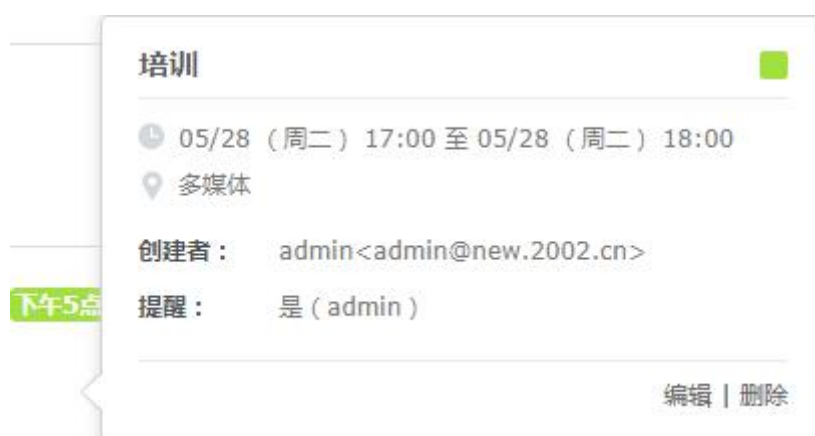 培训
05/28 （周二） 17:00 至 05/28 （周二） 18:00
多媒体
创建者： admin<admin@new.2002.cn>
下午5点
提醒： 是（admin）
编辑 | 删除